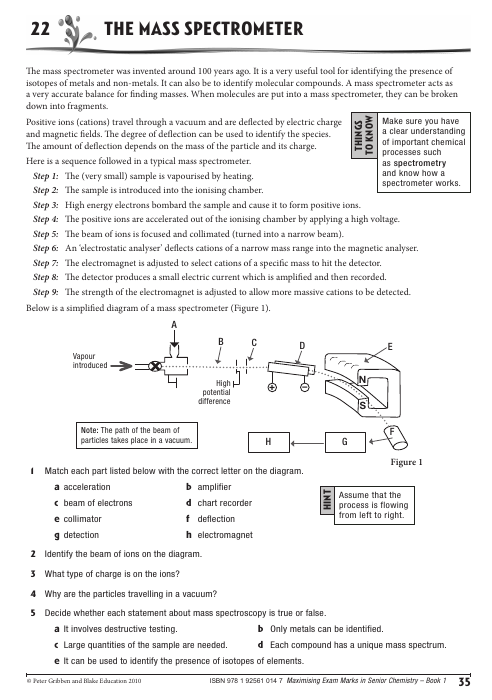 22 THE MASS SPECTROMETER
The mass spectrometer was invented around 100 years ago. It is a very useful tool for identifying the presence of
isotopes of metals and non-metals. It can also be to identify molecular compounds. A mass spectrometer acts as
a very accurate balance for finding masses. When molecules are put into a mass spectrometer, they can be broken
down into fragments.
Positive ions (cations) travel through a vacuum and are deflected by electric charge
and magnetic fields. The degree of deflection can be used to identify the species.
The amount of deflection depends on the mass of the particle and its charge.
Here is a sequence followed in a typical mass spectrometer.
THINGS
TO KNOW
Make sure you have
a clear understanding
of important chemical
processes such
as spectrometry
and know how a
spectrometer works.
Step 1: The (very small) sample is vapourised by heating.
Step 2: The sample is introduced into the ionising chamber.
Step 3: High energy electrons bombard the sample and cause it to form positive ions.
Step 4: The positive ions are accelerated out of the ionising chamber by applying a high voltage.
Step 5: The beam of ions is focused and collimated (turned into a narrow beam).
Step 6: An 'electrostatic analyser' deflects cations of a narrow mass range into the magnetic analyser.
Step 7: The electromagnet is adjusted to select cations of a specific mass to hit the detector.
Step 8: The detector produces a small electric current which is amplified and then recorded.
Step 9: The strength of the electromagnet is adjusted to allow more massive cations to be detected.
Below is a simplified diagram of a mass spectrometer (Figure 1).
A
B
C
D
E
Vapour
introduced
High
potential
difference
+
−
N
S
F
G
H
Note: The path of the beam of
particles takes place in a vacuum.
Figure 1
1 Match each part listed below with the correct letter on the diagram.
a acceleration b amplifier
c beam of electrons d chart recorder
e collimator f deflection
g detection h electromagnet
HINT
Assume that the
process is flowing
from left to right.
2 Identify the beam of ions on the diagram.
3 What type of charge is on the ions?
4 Why are the particles travelling in a vacuum?
5 Decide whether each statement about mass spectroscopy is true or false.
a It involves destructive testing. b Only metals can be identified.
c Large quantities of the sample are needed. d Each compound has a unique mass spectrum.
e It can be used to identify the presence of isotopes of elements.
© Peter Gribben and Blake Education 2010 ISBN 978 1 92561 014 7 Maximising Exam Marks in Senior Chemistry – Book 1 35